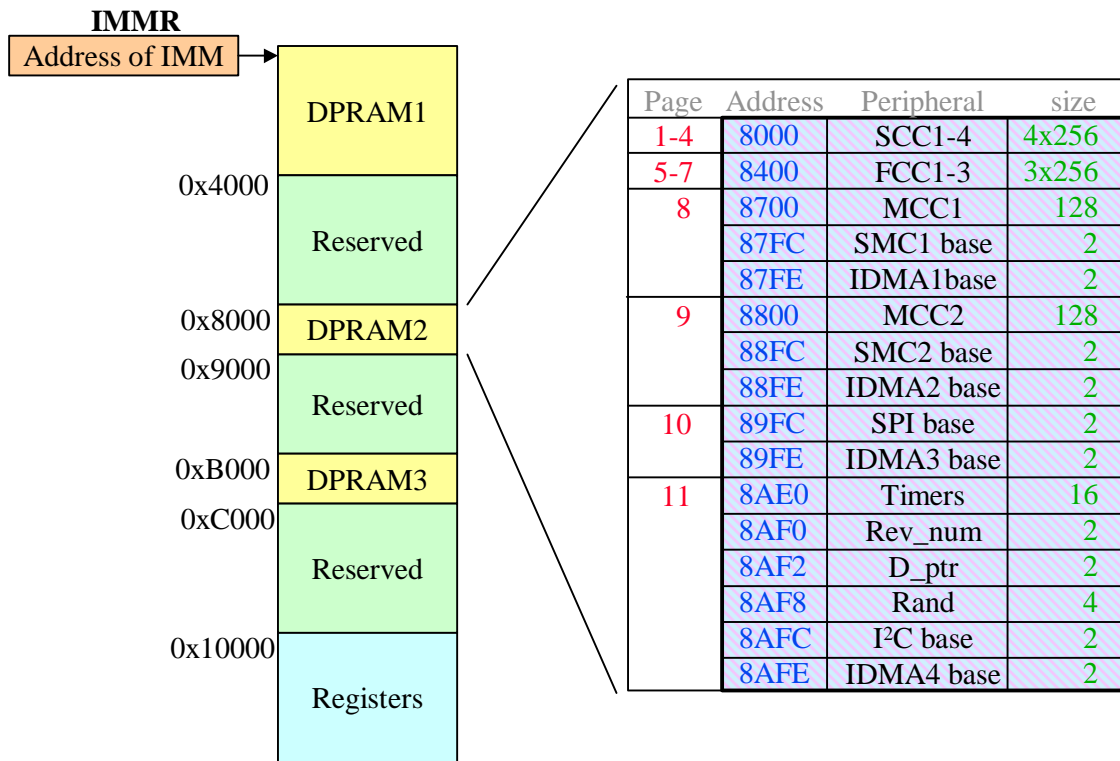 IMMR
Address of IMM
DPRAM1
0x4000
Reserved
0x8000
DPRAM2
0x9000
Reserved
0xB000
DPRAM3
0xC000
Reserved
0x10000
Registers
Page Address Peripheral size
1-4 8000 SCC1-4 4x256
5-7 8400 FCC1-3 3x256
8 8700 MCC1 128
87FC SMC1 base 2
87FE IDMA1base 2
9 8800 MCC2 128
88FC SMC2 base 2
88FE IDMA2 base 2
10 89FC SPI base 2
89FE IDMA3 base 2
11 8AE0 Timers 16
8AF0 Rev_num 2
8AF2 D_ptr 2
8AF8 Rand 4
8AFC I²C base 2
8AFE IDMA4 base 2